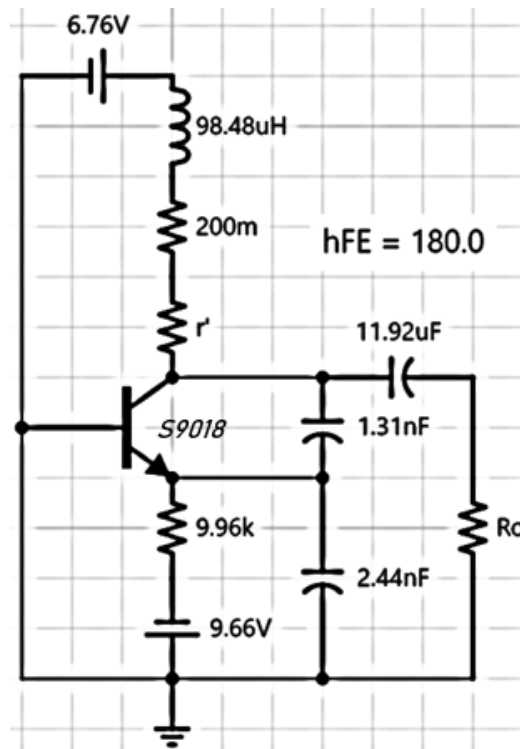 6.76V
98.48uH
200m
hFE = 180.0
r'
11.92uF
S9018
1.31nF
9.96k
Ro
2.44nF
9.66V